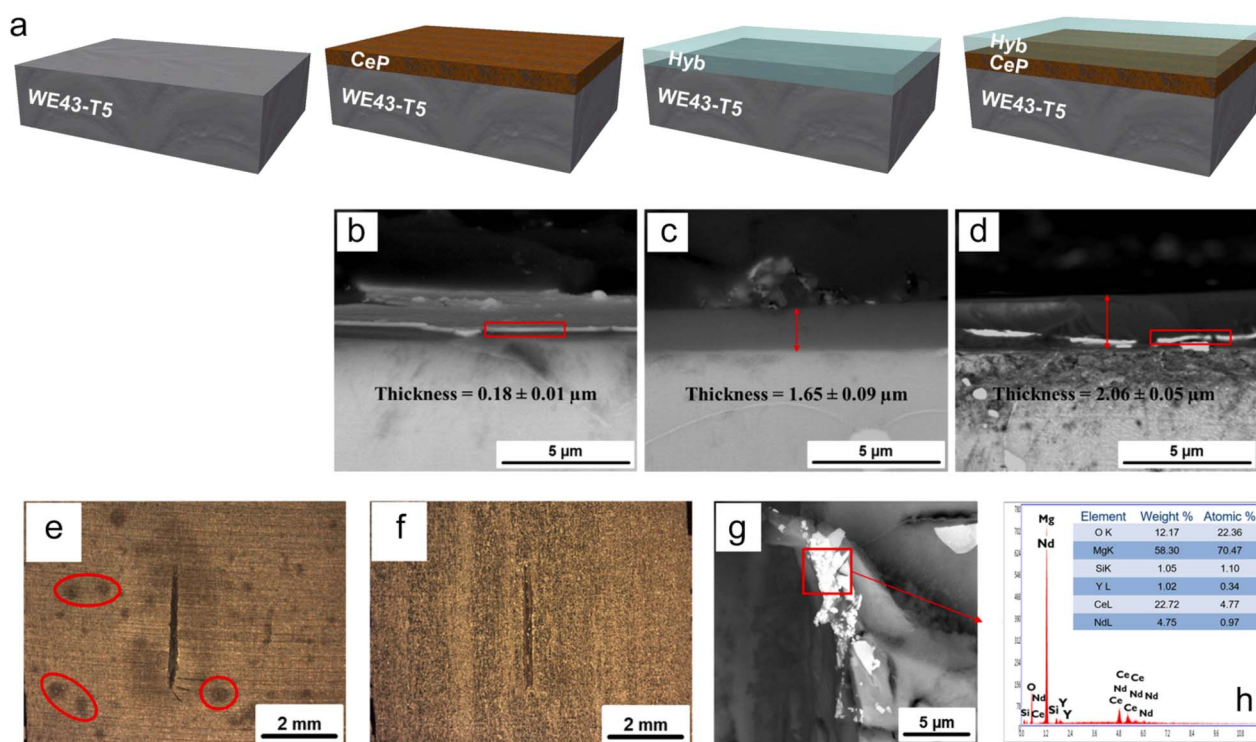 a
WE43-T5
CeP
WE43-T5
Hyb
WE43-T5
Hyb
CeP
WE43-T5
b
Thickness = 0.18 ± 0.01 µm
5 µm
c
Thickness = 1.65 ± 0.09 µm
5 µm
d
Thickness = 2.06 ± 0.05 µm
5 µm
e
2 mm
f
2 mm
g
5 µm
h
Element Weight % Atomic %
O K 12.17 22.36
MgK 58.30 70.47
SiK 1.05 1.10
Y L 1.02 0.34
CeL 22.72 4.77
NdL 4.75 0.97
Mg
Nd
O
Nd
Si
Ce
Si
Y
Y
Ce Ce
Nd Nd Nd
Ce
Ce
Nd